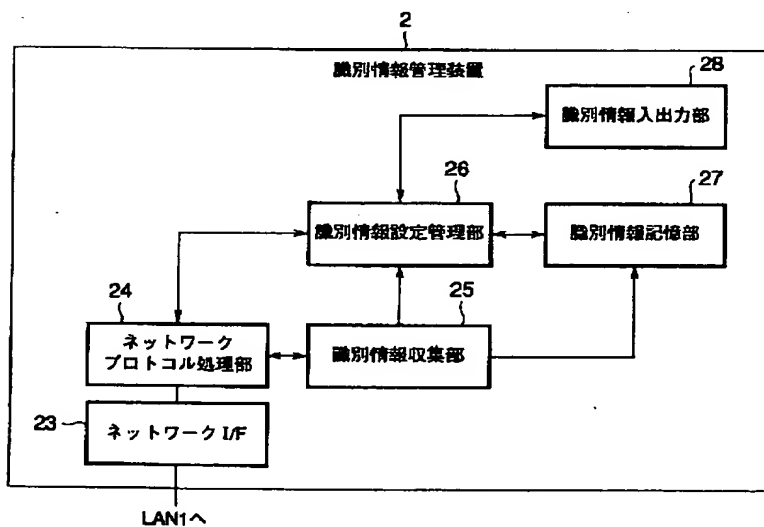 2
識別情報管理装置
28
識別情報入出力部
26
識別情報設定管理部
27
識別情報記憶部
24
ネットワーク
プロトコル処理部
25
識別情報収集部
23
ネットワーク I/F
LAN1へ